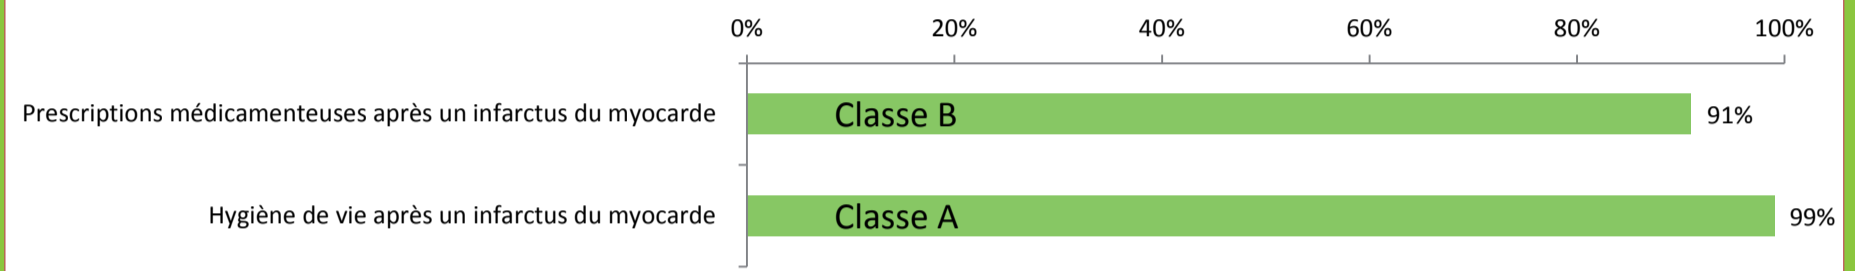 0% 20% 40% 60% 80% 100%
Prescriptions médicamenteuses après un infarctus du myocarde Classe B 91%
Hygiène de vie après un infarctus du myocarde Classe A 99%